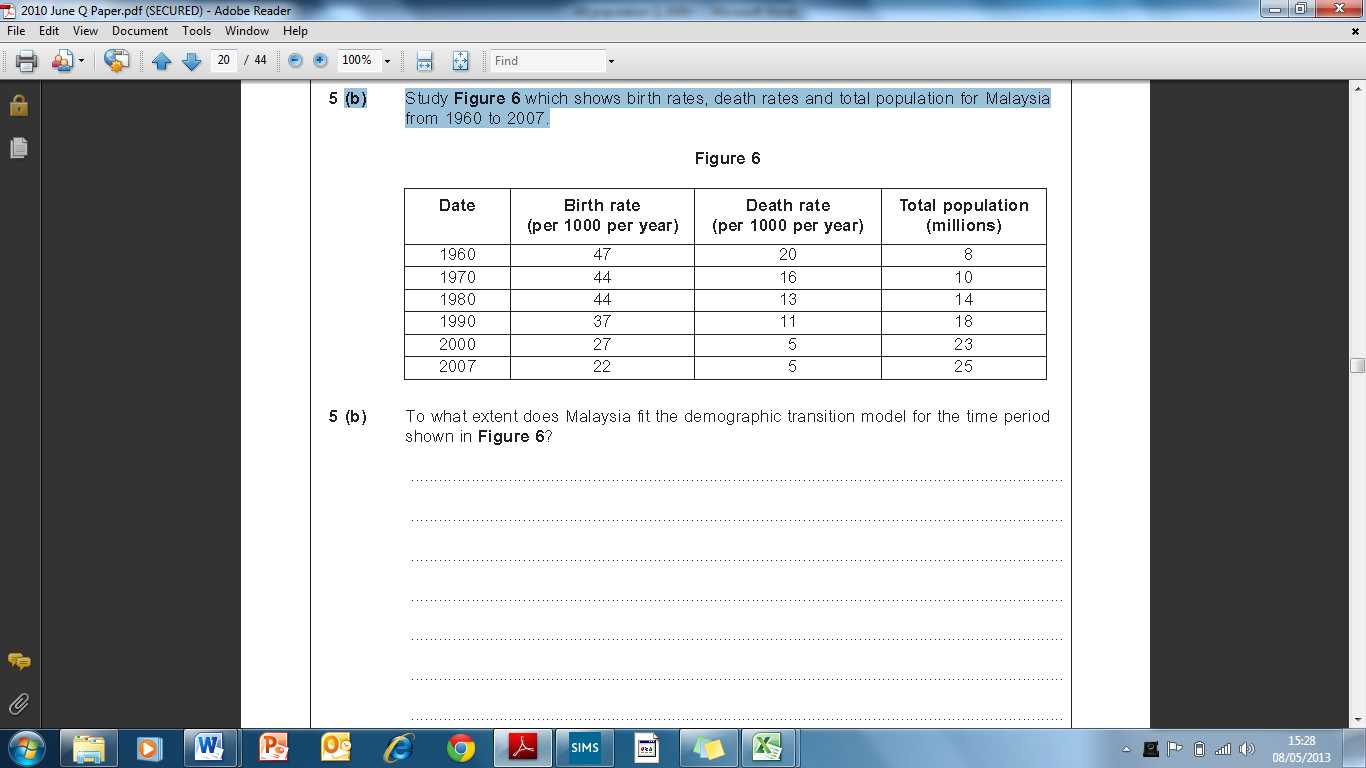 2010 June Q Paper.pdf (SECURED) - Adobe Reader
File Edit View Document Tools Window Help
20 / 44 100% Find
5 (b) Study Figure 6 which shows birth rates, death rates and total population for Malaysia
from 1960 to 2007.
Figure 6
Date Birth rate Death rate Total population
(per 1000 per year) (per 1000 per year) (millions)
1960 47 20 8
1970 44 16 10
1980 44 13 14
1990 37 11 18
2000 27 5 23
2007 22 5 25
5 (b) To what extent does Malaysia fit the demographic transition model for the time period
shown in Figure 6?
SIMS
15:28
08/05/2013